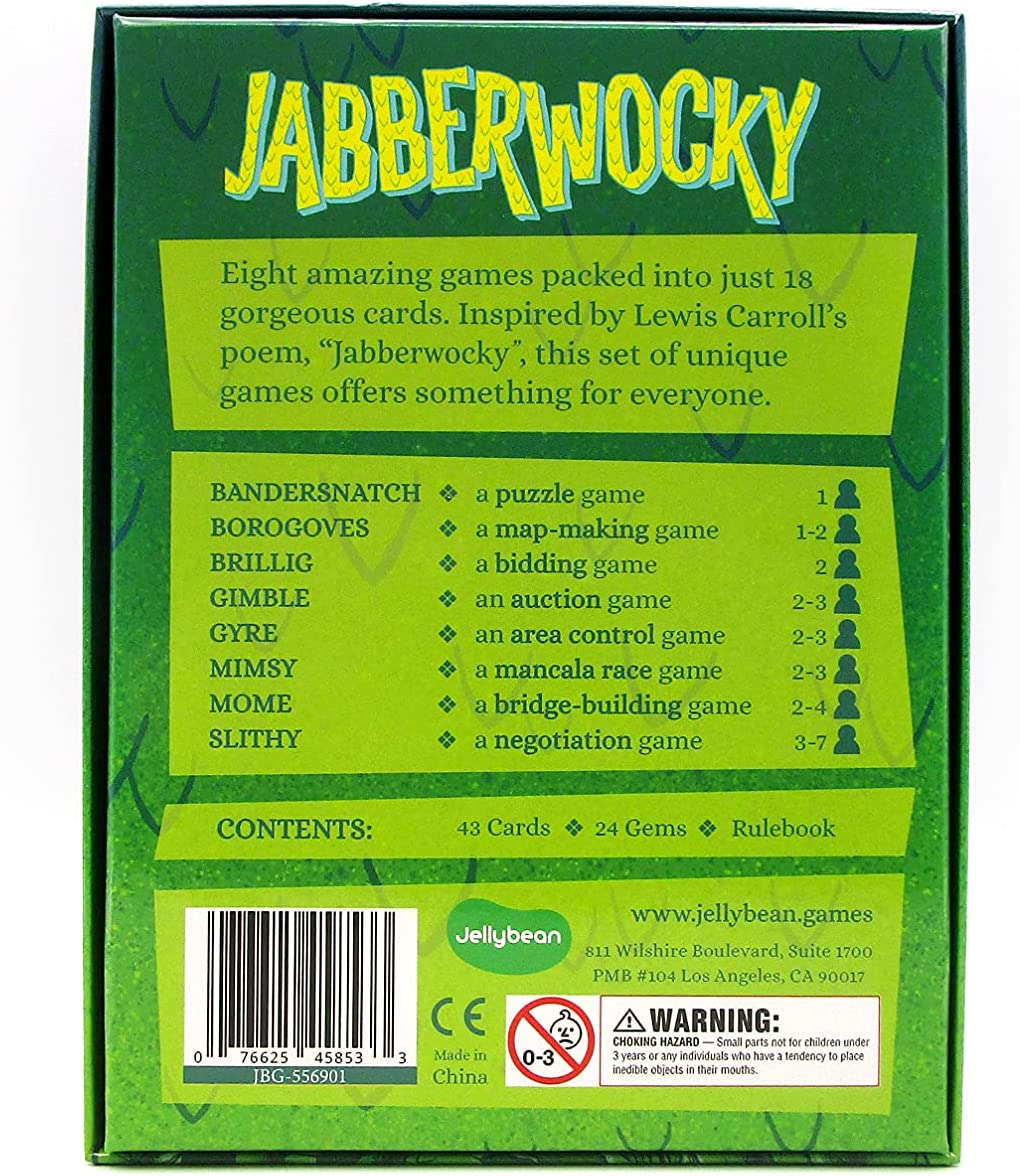 JABBERWOCKY
Eight amazing games packed into just 18
gorgeous cards. Inspired by Lewis Carroll's
poem, “Jabberwocky”, this set of unique
games offers something for everyone.
BANDERSNATCH ❖ a puzzle game 1
BOROGOVES ❖ a map-making game 1-2
BRILLIG ❖ a bidding game 2
GIMBLE ❖ an auction game 2-3
GYRE ❖ an area control game 2-3
MIMSY ❖ a mancala race game 2-3
MOME ❖ a bridge-building game 2-4
SLITHY ❖ a negotiation game 3-7
CONTENTS: 43 Cards ❖ 24 Gems ❖ Rulebook
0 76625 45853 3
JBG-556901
Jellybean
www.jellybean.games
811 Wilshire Boulevard, Suite 1700
PMB #104 Los Angeles, CA 90017
CE
Made in
China
0-3
WARNING:
CHOKING HAZARD — Small parts not for children under
3 years or any individuals who have a tendency to place
inedible objects in their mouths.